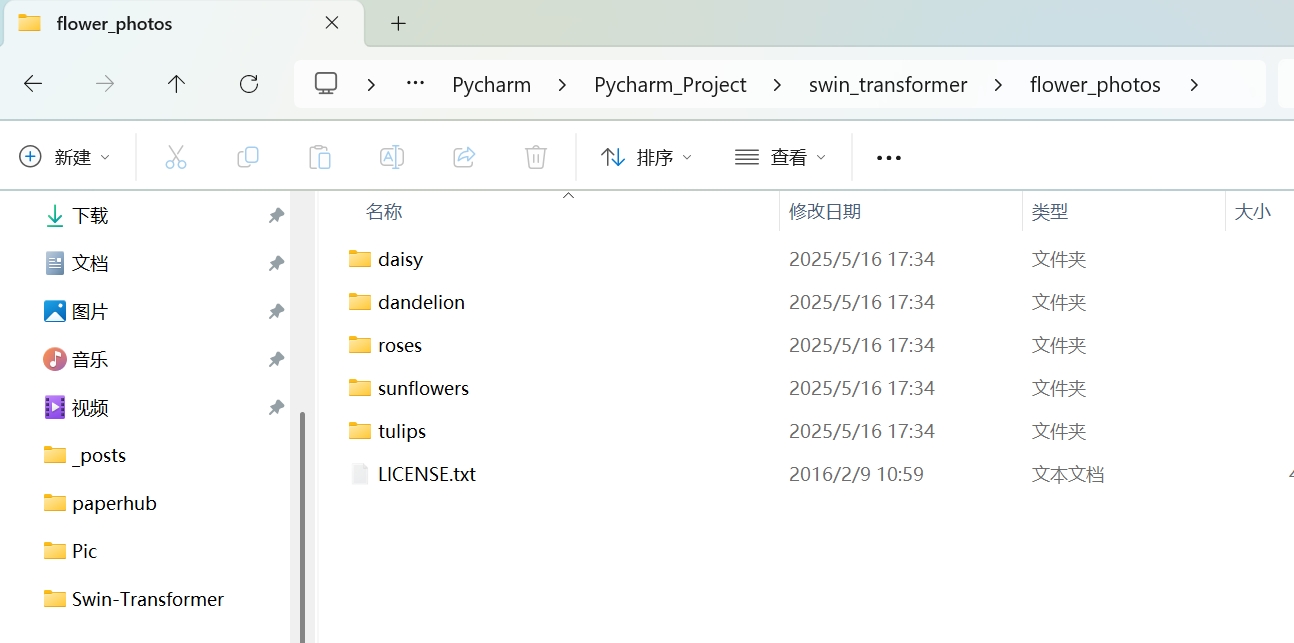 flower_photos
Pycharm Pycharm_Project swin_transformer flower_photos
新建 排序 查看
下载
文档
图片
音乐
视频
_posts
paperhub
Pic
Swin-Transformer
名称 修改日期 类型 大小
daisy 2025/5/16 17:34 文件夹
dandelion 2025/5/16 17:34 文件夹
roses 2025/5/16 17:34 文件夹
sunflowers 2025/5/16 17:34 文件夹
tulips 2025/5/16 17:34 文件夹
LICENSE.txt 2016/2/9 10:59 文本文档